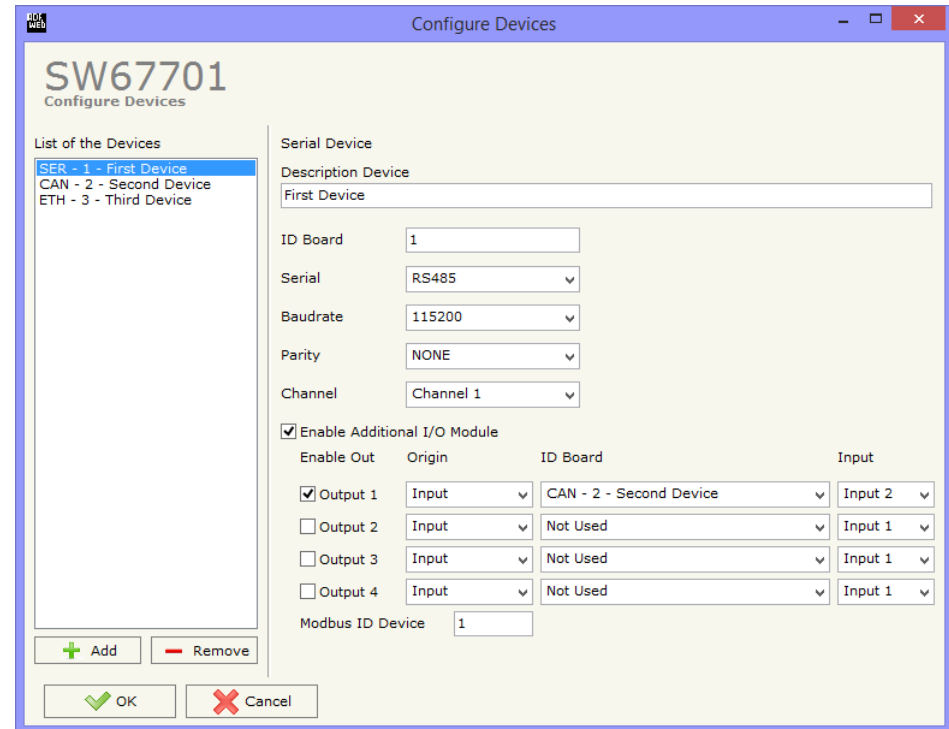 ADF
WEB
Configure Devices
SW67701
Configure Devices
List of the Devices
SER - 1 - First Device
CAN - 2 - Second Device
ETH - 3 - Third Device
Add
Remove
Serial Device
Description Device
First Device
ID Board 1
Serial RS485
Baudrate 115200
Parity NONE
Channel Channel 1
Enable Additional I/O Module
Enable Out Origin ID Board Input
Output 1 Input CAN - 2 - Second Device Input 2
Output 2 Input Not Used Input 1
Output 3 Input Not Used Input 1
Output 4 Input Not Used Input 1
Modbus ID Device 1
OK
Cancel